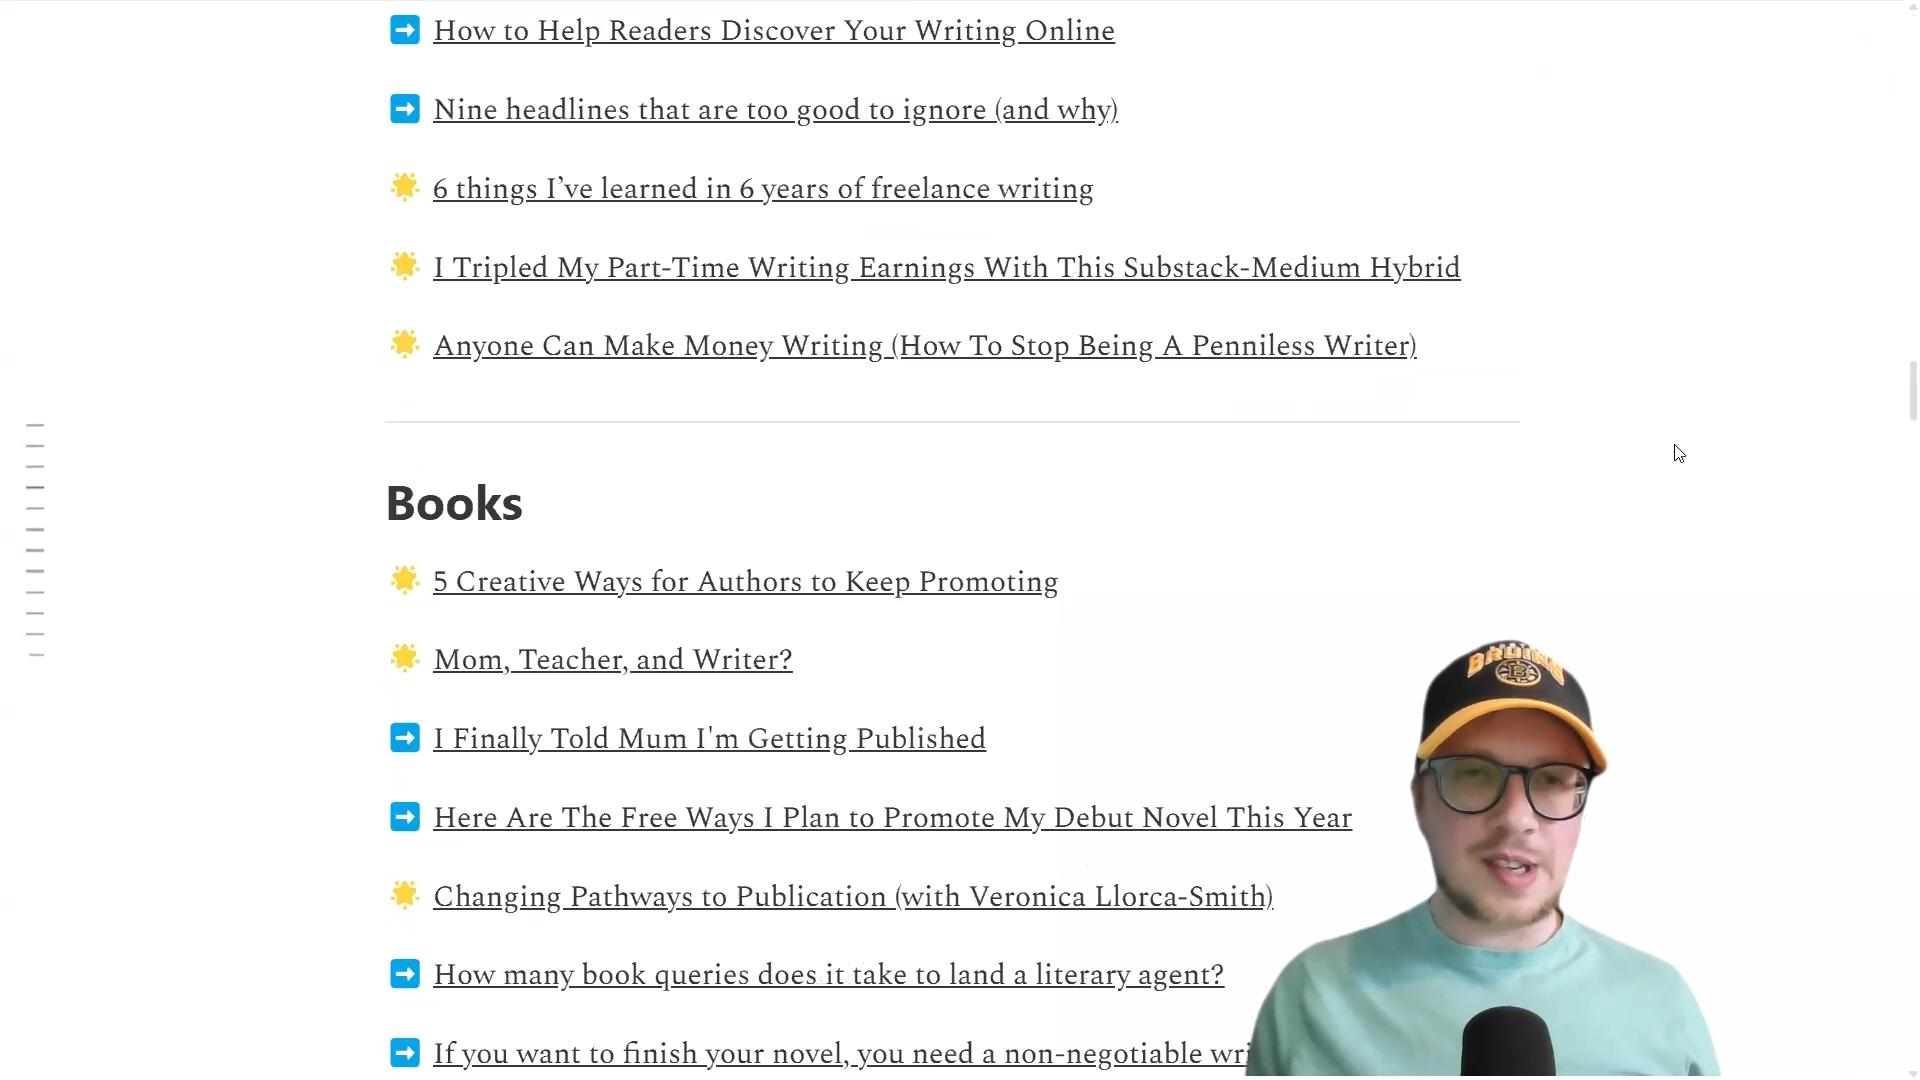 How to Help Readers Discover Your Writing Online
Nine headlines that are too good to ignore (and why)
6 things I’ve learned in 6 years of freelance writing
I Tripled My Part-Time Writing Earnings With This Substack-Medium Hybrid
Anyone Can Make Money Writing (How To Stop Being A Penniless Writer)
Books
5 Creative Ways for Authors to Keep Promoting
Mom, Teacher, and Writer?
I Finally Told Mum I'm Getting Published
Here Are The Free Ways I Plan to Promote My Debut Novel This Year
Changing Pathways to Publication (with Veronica Llorca-Smith)
How many book queries does it take to land a literary agent?
If you want to finish your novel, you need a non-negotiable
BRUINS
B